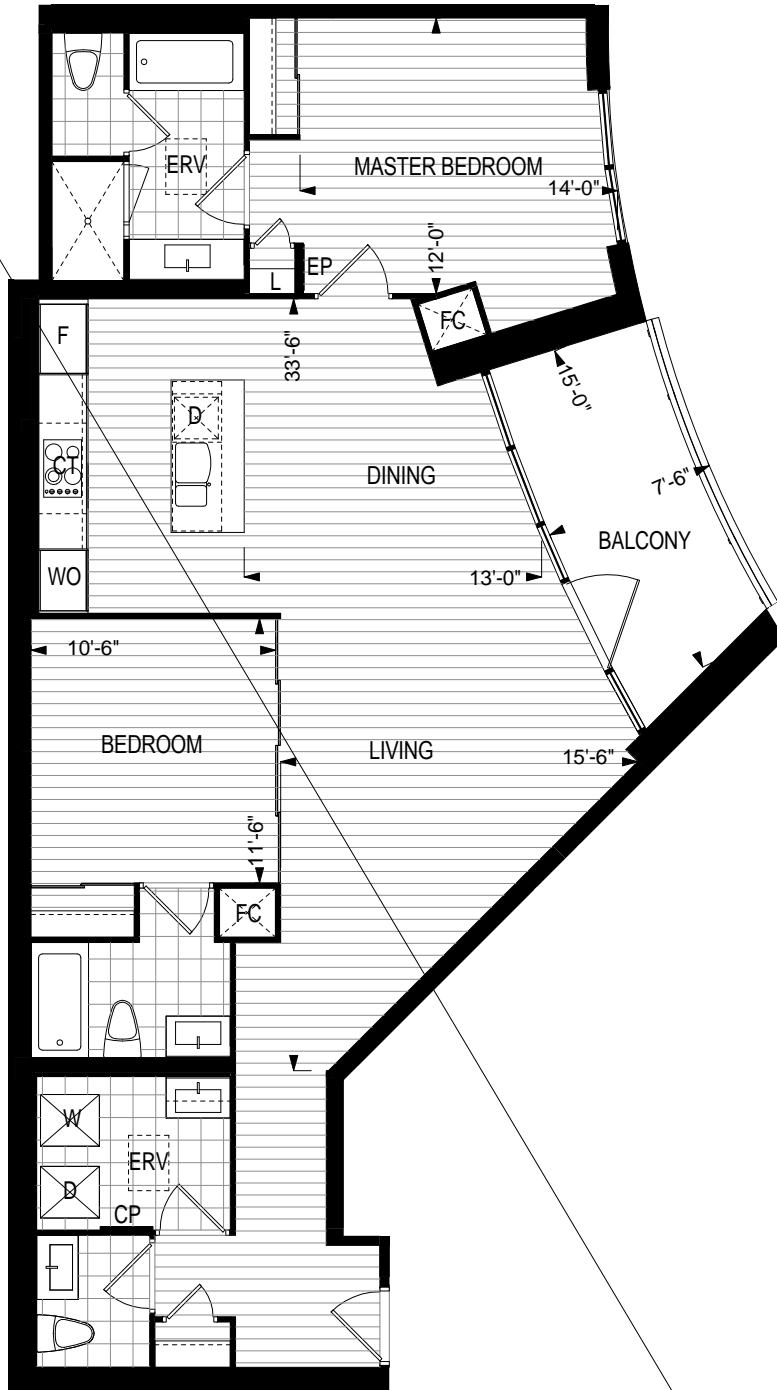 ERV
MASTER BEDROOM
14'-0"
12'-0"
EP
L
FC
F
33'-6"
15'-0"
D
CT
DINING
7'-6"
BALCONY
WO
13'-0"
10'-6"
BEDROOM
LIVING
15'-6"
11'-6"
FC
W
ERV
D
CP